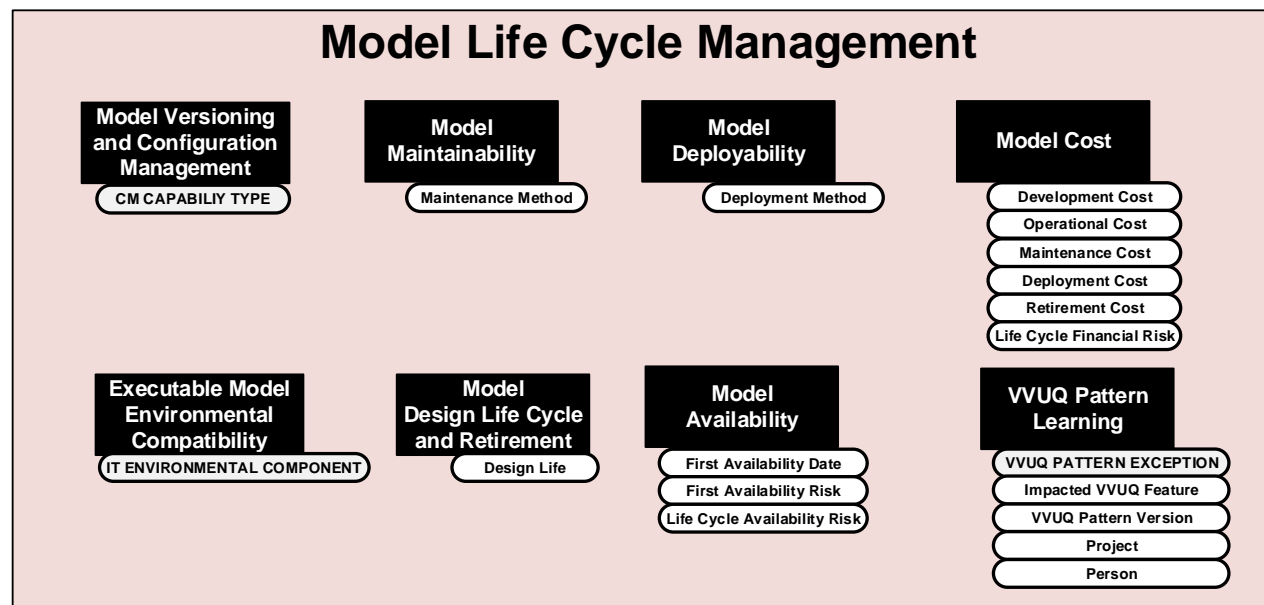 Model Life Cycle Management
Model Versioning
and Configuration
Management
CM CAPABILIY TYPE
Model
Maintainability
Maintenance Method
Model
Deployability
Deployment Method
Model Cost
Development Cost
Operational Cost
Maintenance Cost
Deployment Cost
Retirement Cost
Life Cycle Financial Risk
Executable Model
Environmental
Compatibility
IT ENVIRONMENTAL COMPONENT
Model
Design Life Cycle
and Retirement
Design Life
Model
Availability
First Availability Date
First Availability Risk
Life Cycle Availability Risk
VVUQ Pattern
Learning
VVUQ PATTERN EXCEPTION
Impacted VVUQ Feature
VVUQ Pattern Version
Project
Person